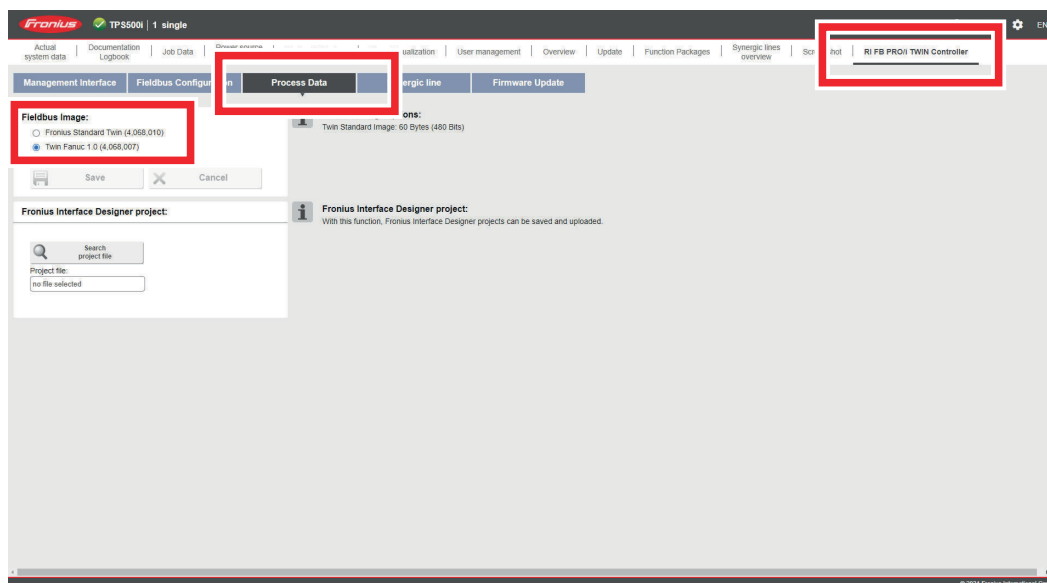 Fronius TPS500i | 1 single
EN
Actual system data
Documentation Logbook
Job Data
Power source
ualization
User management
Overview
Update
Function Packages
Synergic lines overview
Scr
hot
RI FB PRO/i TWIN Controller
Management Interface
Fieldbus Configur
on
Process Data
ergic line
Firmware Update
Fieldbus Image:
Fronius Standard Twin (4,068,010)
Twin Fanuc 1.0 (4,068,007)
Save
Cancel
ons:
Twin Standard Image: 60 Bytes (480 Bits)
Fronius Interface Designer project:
Search
project file
Project file:
no file selected
Fronius Interface Designer project:
With this function, Fronius Interface Designer projects can be saved and uploaded.